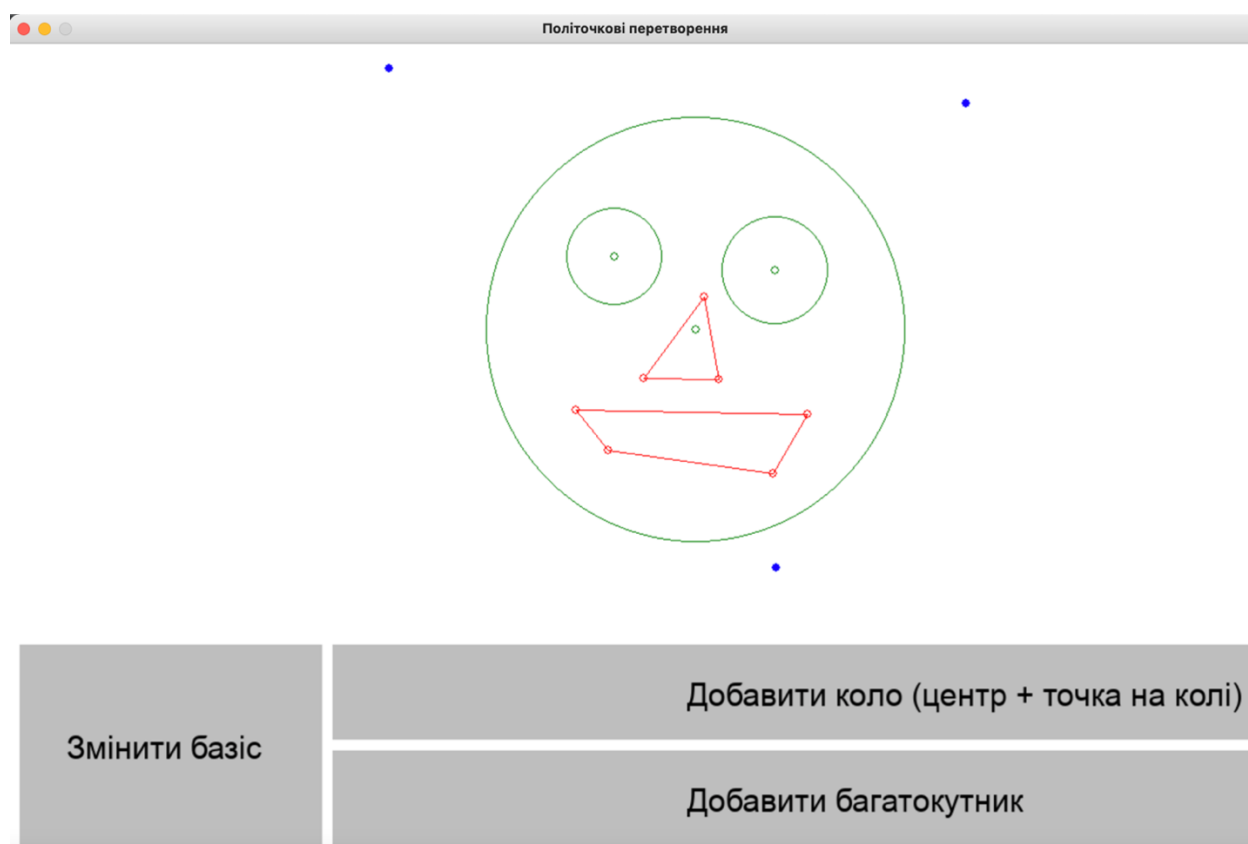 Політочкові перетворення
Змінити базіс
Добавити коло (центр + точка на колі)
Добавити багатокутник